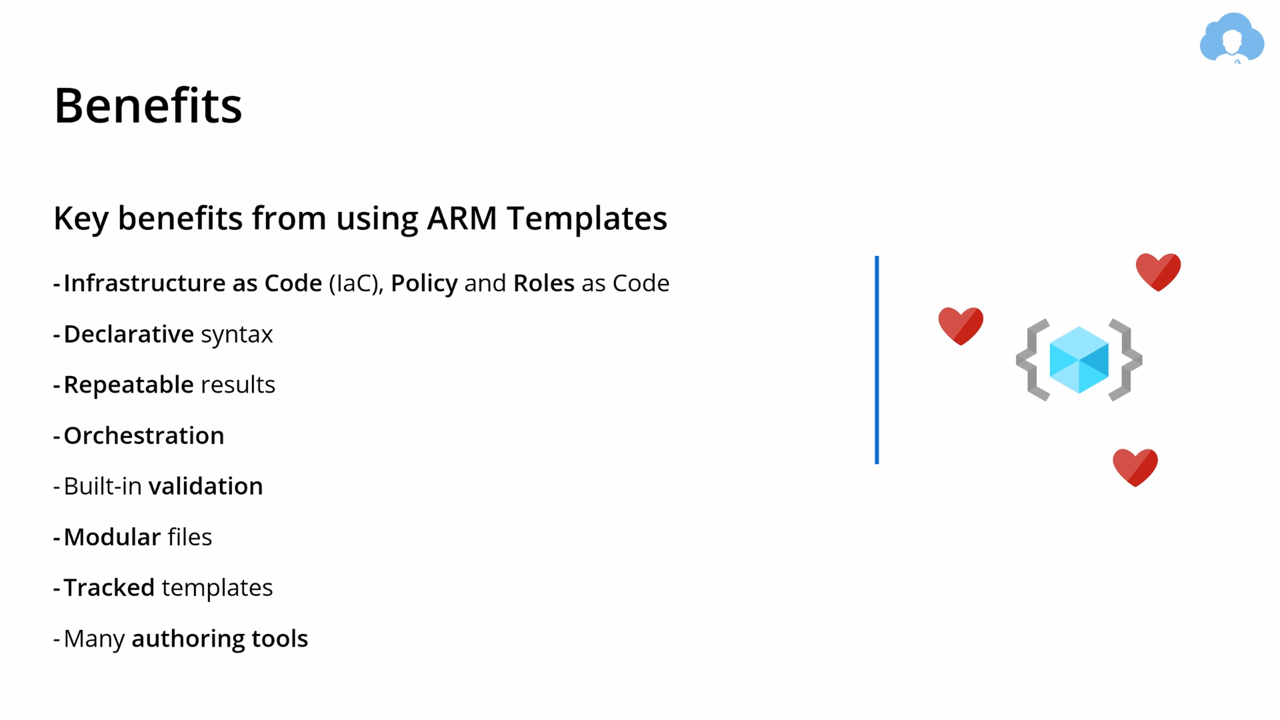 Benefits
Key benefits from using ARM Templates
-Infrastructure as Code (IaC), Policy and Roles as Code
-Declarative syntax
-Repeatable results
-Orchestration
-Built-in validation
-Modular files
-Tracked templates
-Many authoring tools